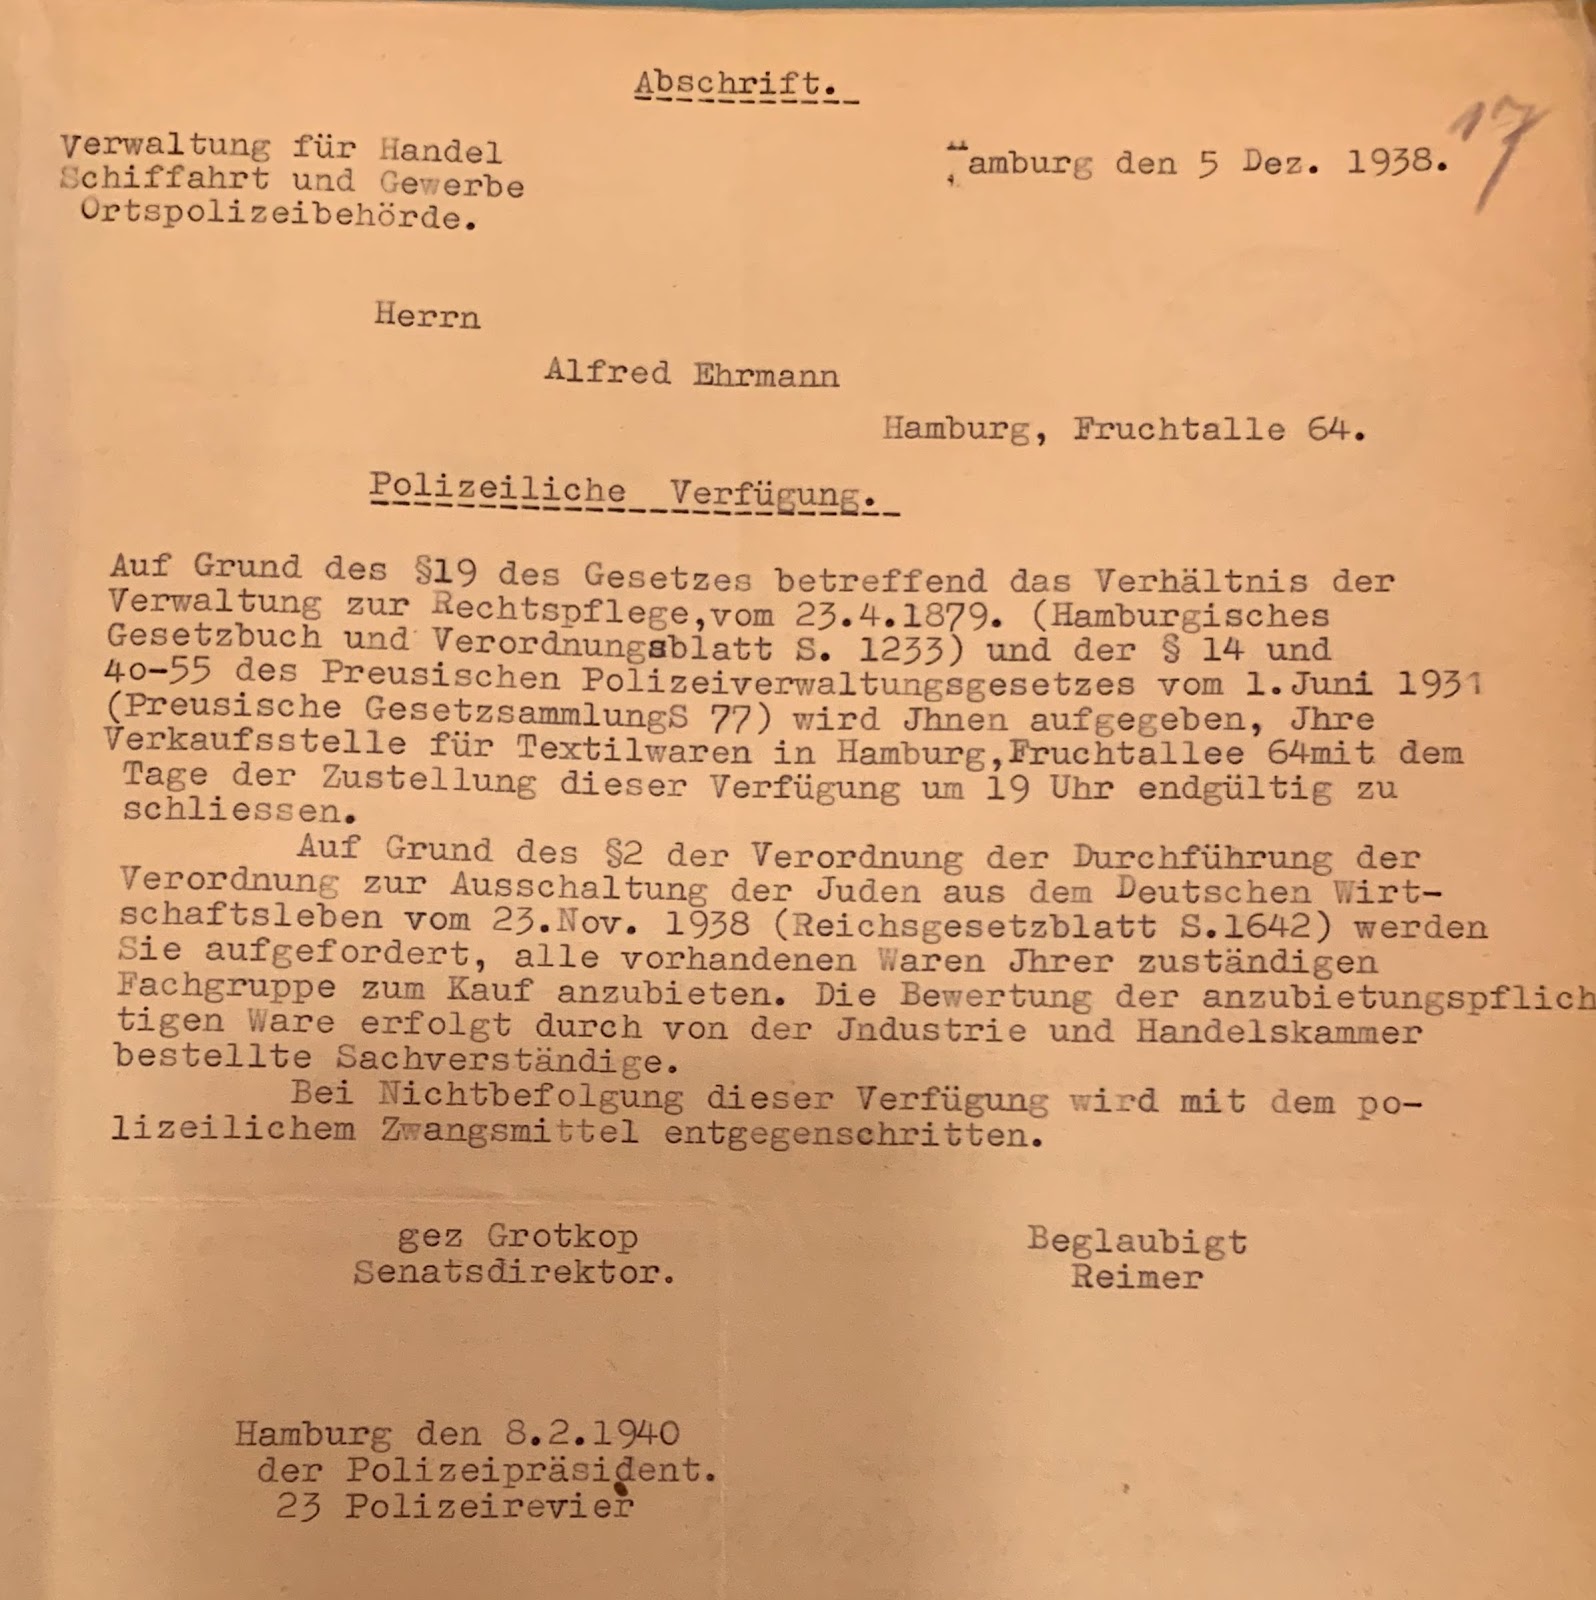 Abschrift.
17
Verwaltung für Handel
Schiffahrt und Gewerbe
Ortspolizeibehörde.
Hamburg den 5 Dez. 1938.
Herrn
Alfred Ehrmann
Hamburg, Fruchtalle 64.
Polizeiliche Verfügung.
Auf Grund des §19 des Gesetzes betreffend das Verhältnis der
Verwaltung zur Rechtspflege,vom 23.4.1879. (Hamburgisches
Gesetzbuch und Verordnungsblatt S. 1233) und der § 14 und
40-55 des Preusischen Polizeiverwaltungsgesetzes vom 1.Juni 1931
(Preusische GesetzsammlungS 77) wird Jhnen aufgegeben, Jhre
Verkaufsstelle für Textilwaren in Hamburg,Fruchtallee 64mit dem
Tage der Zustellung dieser Verfügung um 19 Uhr endgültig zu
schliessen.
Auf Grund des §2 der Verordnung der Durchführung der
Verordnung zur Ausschaltung der Juden aus dem Deutschen Wirt-
schaftsleben vom 23.Nov. 1938 (Reichsgesetzblatt S.1642) werden
Sie aufgefordert, alle vorhandenen Waren Jhrer zuständigen
Fachgruppe zum Kauf anzubieten. Die Bewertung der anzubietungspflich
tigen Ware erfolgt durch von der Jndustrie und Handelskammer
bestellte Sachverständige.
Bei Nichtbefolgung dieser Verfügung wird mit dem po-
lizeilichem Zwangsmittel entgegenschritten.
gez Grotkop
Senatsdirektor.
Beglaubigt
Reimer
Hamburg den 8.2.1940
der Polizeipräsident.
23 Polizeirevier